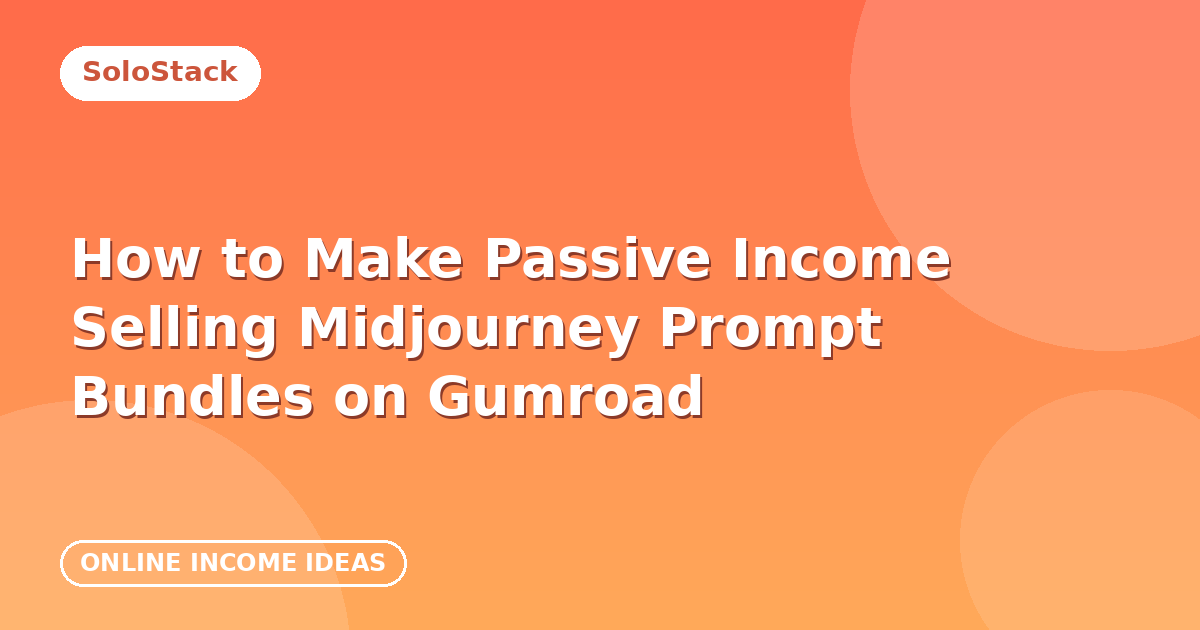 SoloStack
How to Make Passive Income
Selling Midjourney Prompt
Bundles on Gumroad
ONLINE INCOME IDEAS